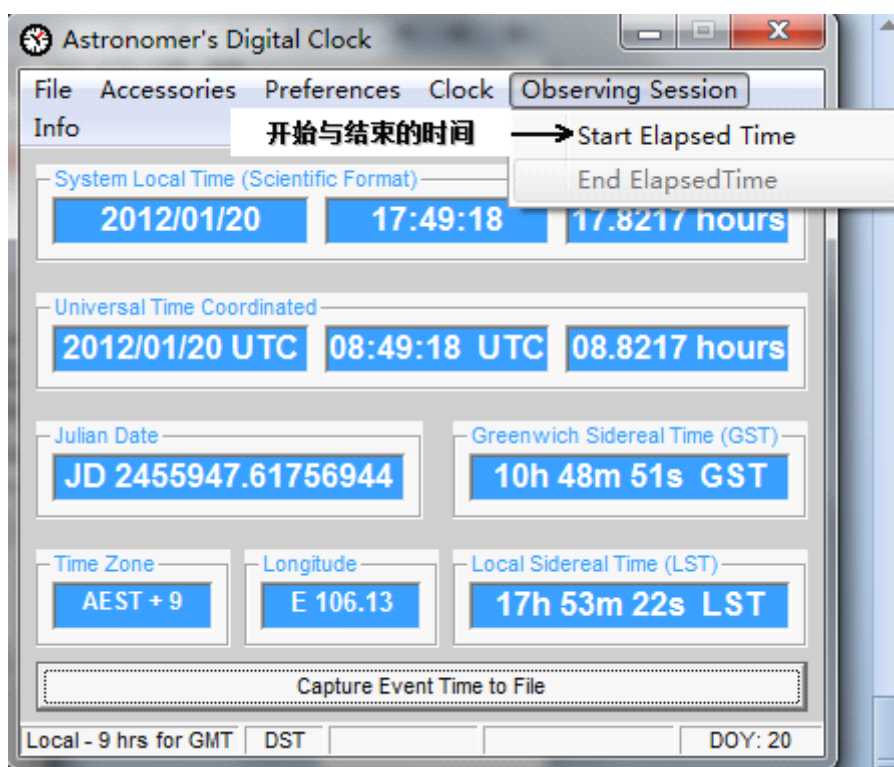 Astronomer's Digital Clock
File Accessories Preferences Clock Observing Session
Info
开始与结束的时间
Start Elapsed Time
End ElapsedTime
System Local Time (Scientific Format)
2012/01/20 17:49:18 17.8217 hours
Universal Time Coordinated
2012/01/20 UTC 08:49:18 UTC 08.8217 hours
Julian Date Greenwich Sidereal Time (GST)
JD 2455947.61756944 10h 48m 51s GST
Time Zone Longitude Local Sidereal Time (LST)
AEST + 9 E 106.13 17h 53m 22s LST
Capture Event Time to File
Local - 9 hrs for GMT DST DOY: 20